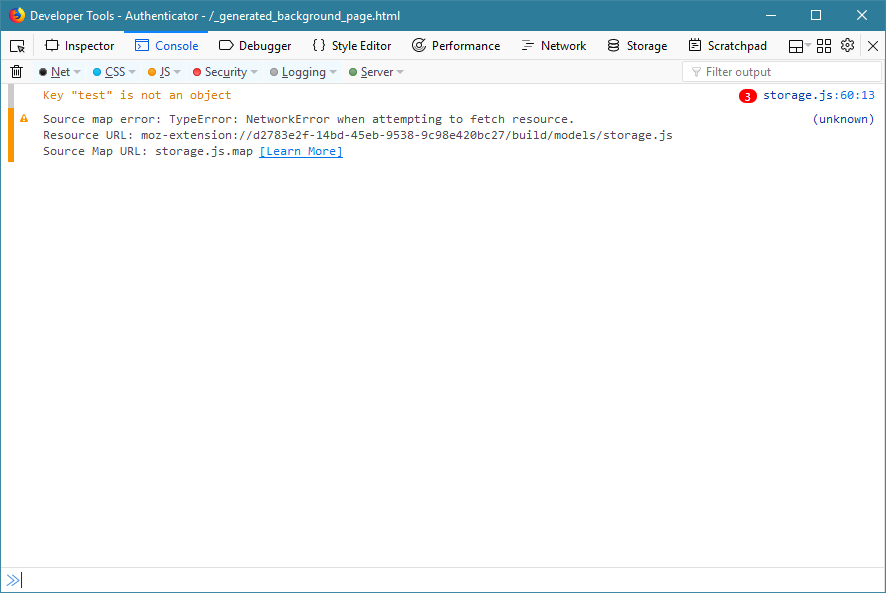 Developer Tools - Authenticator - /_generated_background_page.html
Inspector Console Debugger { } Style Editor Performance Network Storage Scratchpad
Net CSS JS Security Logging Server Filter output
Key "test" is not an object 3 storage.js:60:13
Source map error: TypeError: NetworkError when attempting to fetch resource. (unknown)
Resource URL: moz-extension://d2783e2f-14bd-45eb-9538-9c98e420bc27/build/models/storage.js
Source Map URL: storage.js.map [Learn More]